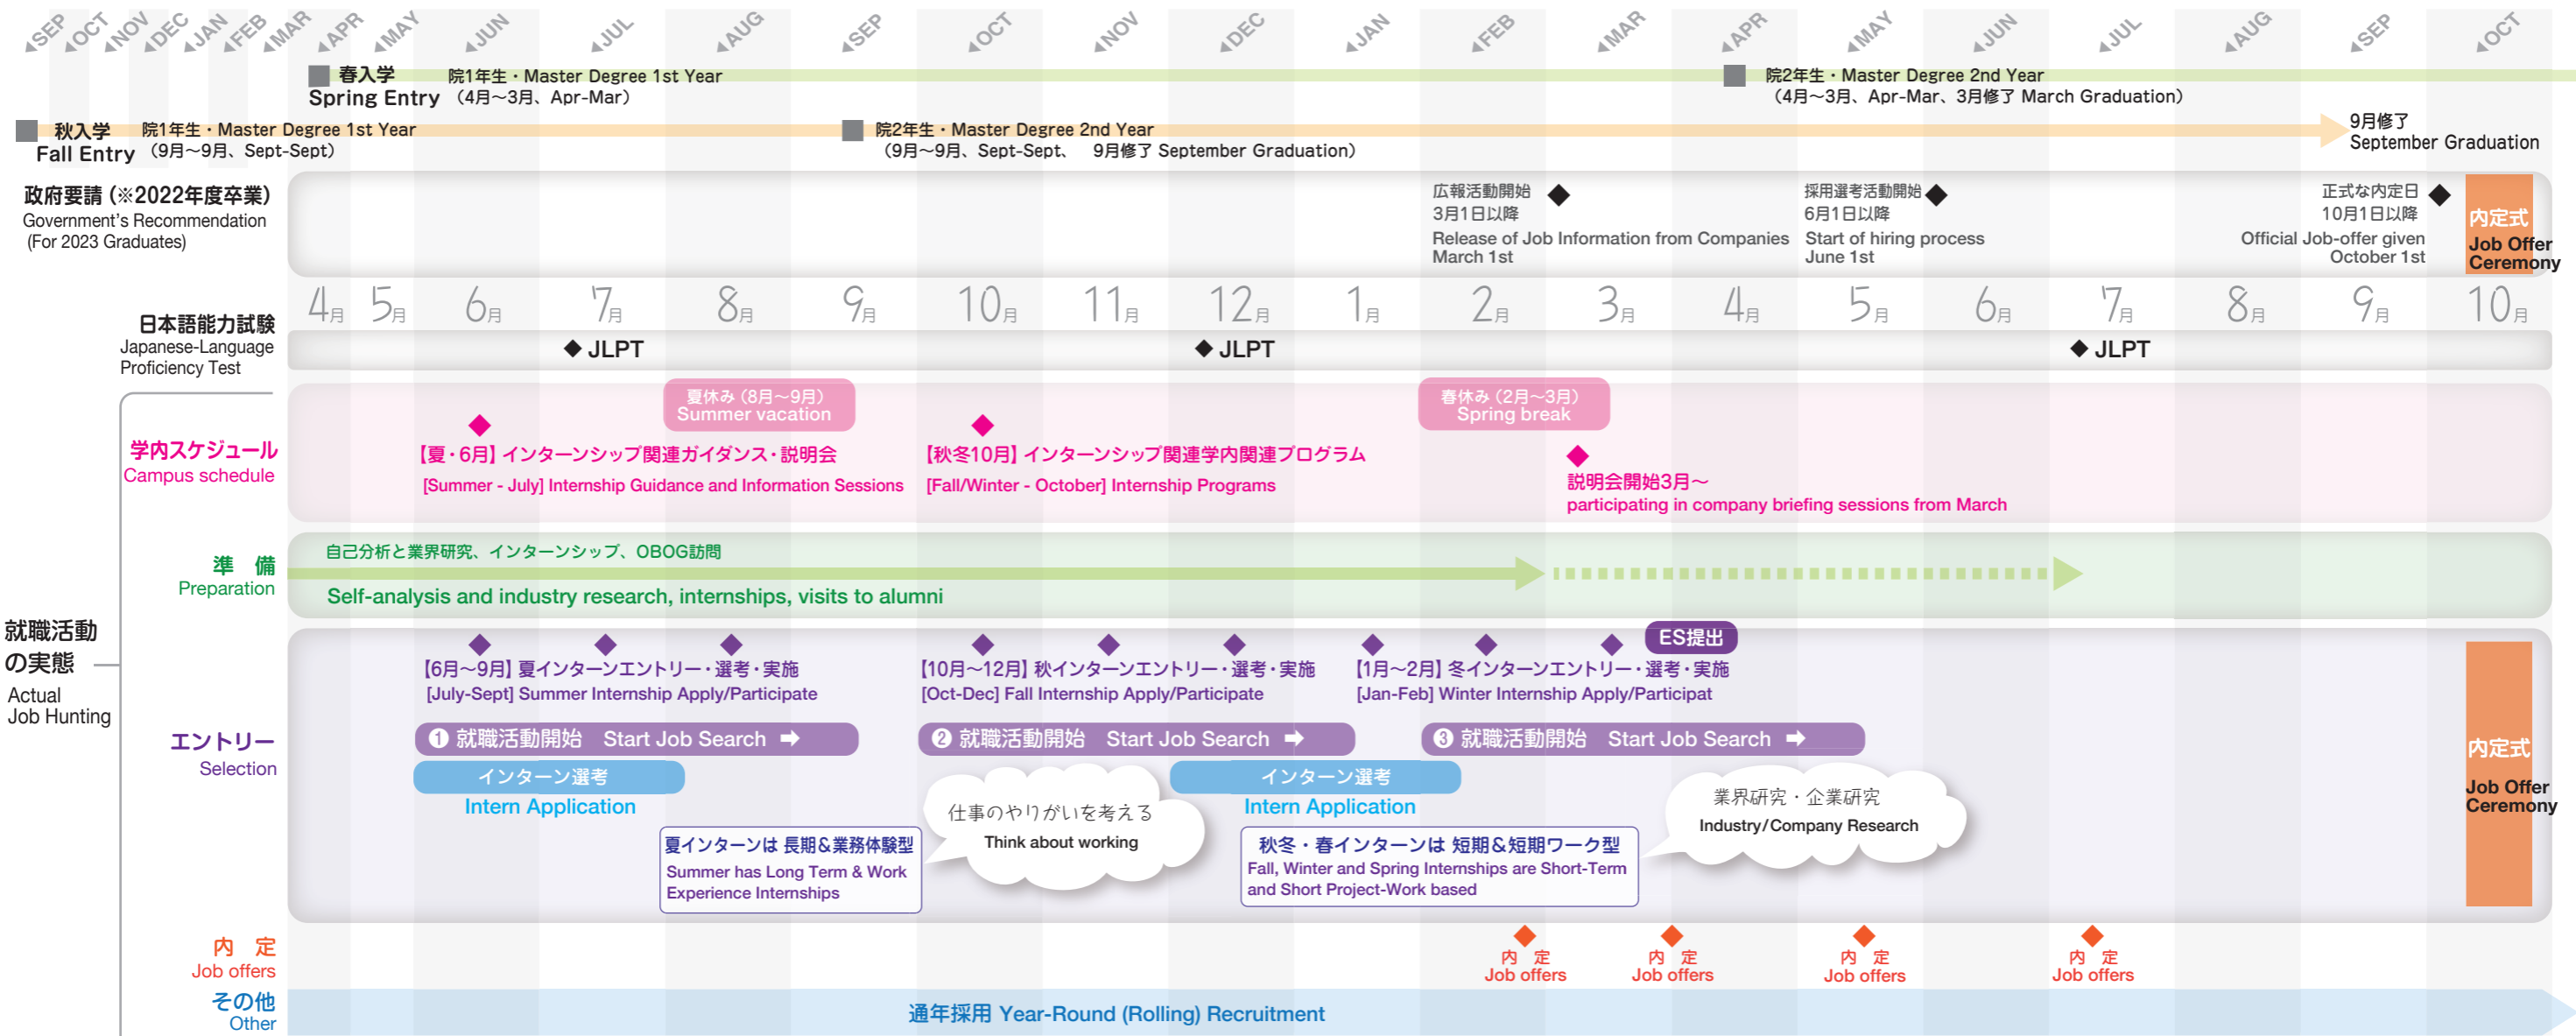 SEP OCT NOV DEC JAN FEB MAR APR MAY JUN JUL AUG SEP OCT NOV DEC JAN FEB MAR APR MAY JUN JUL AUG SEP OCT
春入学 院1年生・Master Degree 1st Year
Spring Entry (4月～3月、Apr-Mar)
院2年生・Master Degree 2nd Year
(4月～3月、Apr-Mar、3月修了 March Graduation)
秋入学 院1年生・Master Degree 1st Year
Fall Entry (9月～9月、Sept-Sept)
院2年生・Master Degree 2nd Year
(9月～9月、Sept-Sept、 9月修了 September Graduation)
9月修了
September Graduation
政府要請(※2022年度卒業)
Government's Recommendation
(For 2023 Graduates)
広報活動開始
3月1日以降
Release of Job Information from Companies
March 1st
採用選考活動開始
6月1日以降
Start of hiring process
June 1st
正式な内定日
10月1日以降
Official Job-offer given
October 1st
内定式
Job Offer
Ceremony
4月 5月 6月 7月 8月 9月 10月 11月 12月 1月 2月 3月 4月 5月 6月 7月 8月 9月 10月
日本語能力試験
Japanese-Language
Proficiency Test
JLPT
JLPT
JLPT
就職活動
の実態
Actual
Job Hunting
学内スケジュール
Campus schedule
夏休み(8月～9月)
Summer vacation
春休み(2月～3月)
Spring break
【夏・6月】インターンシップ関連ガイダンス・説明会
[Summer - July] Internship Guidance and Information Sessions
【秋冬10月】インターンシップ関連学内関連プログラム
[Fall/Winter - October] Internship Programs
説明会開始3月～
participating in company briefing sessions from March
準 備
Preparation
自己分析と業界研究、インターンシップ、OBOG訪問
Self-analysis and industry research, internships, visits to alumni
エントリー
Selection
ES提出
【6月～9月】夏インターンエントリー・選考・実施
[July-Sept] Summer Internship Apply/Participate
【10月～12月】秋インターンエントリー・選考・実施
[Oct-Dec] Fall Internship Apply/Participate
【1月～2月】冬インターンエントリー・選考・実施
[Jan-Feb] Winter Internship Apply/Participat
❶ 就職活動開始 Start Job Search ➡
❷ 就職活動開始 Start Job Search ➡
❸ 就職活動開始 Start Job Search ➡
インターン選考
Intern Application
インターン選考
Intern Application
仕事のやりがいを考える
Think about working
業界研究・企業研究
Industry/Company Research
夏インターンは 長期&業務体験型
Summer has Long Term & Work
Experience Internships
秋冬・春インターンは 短期&短期ワーク型
Fall, Winter and Spring Internships are Short-Term
and Short Project-Work based
内定式
Job Offer
Ceremony
内 定
Job offers
内 定
Job offers
内 定
Job offers
内 定
Job offers
内 定
Job offers
その他
Other
通年採用 Year-Round (Rolling) Recruitment